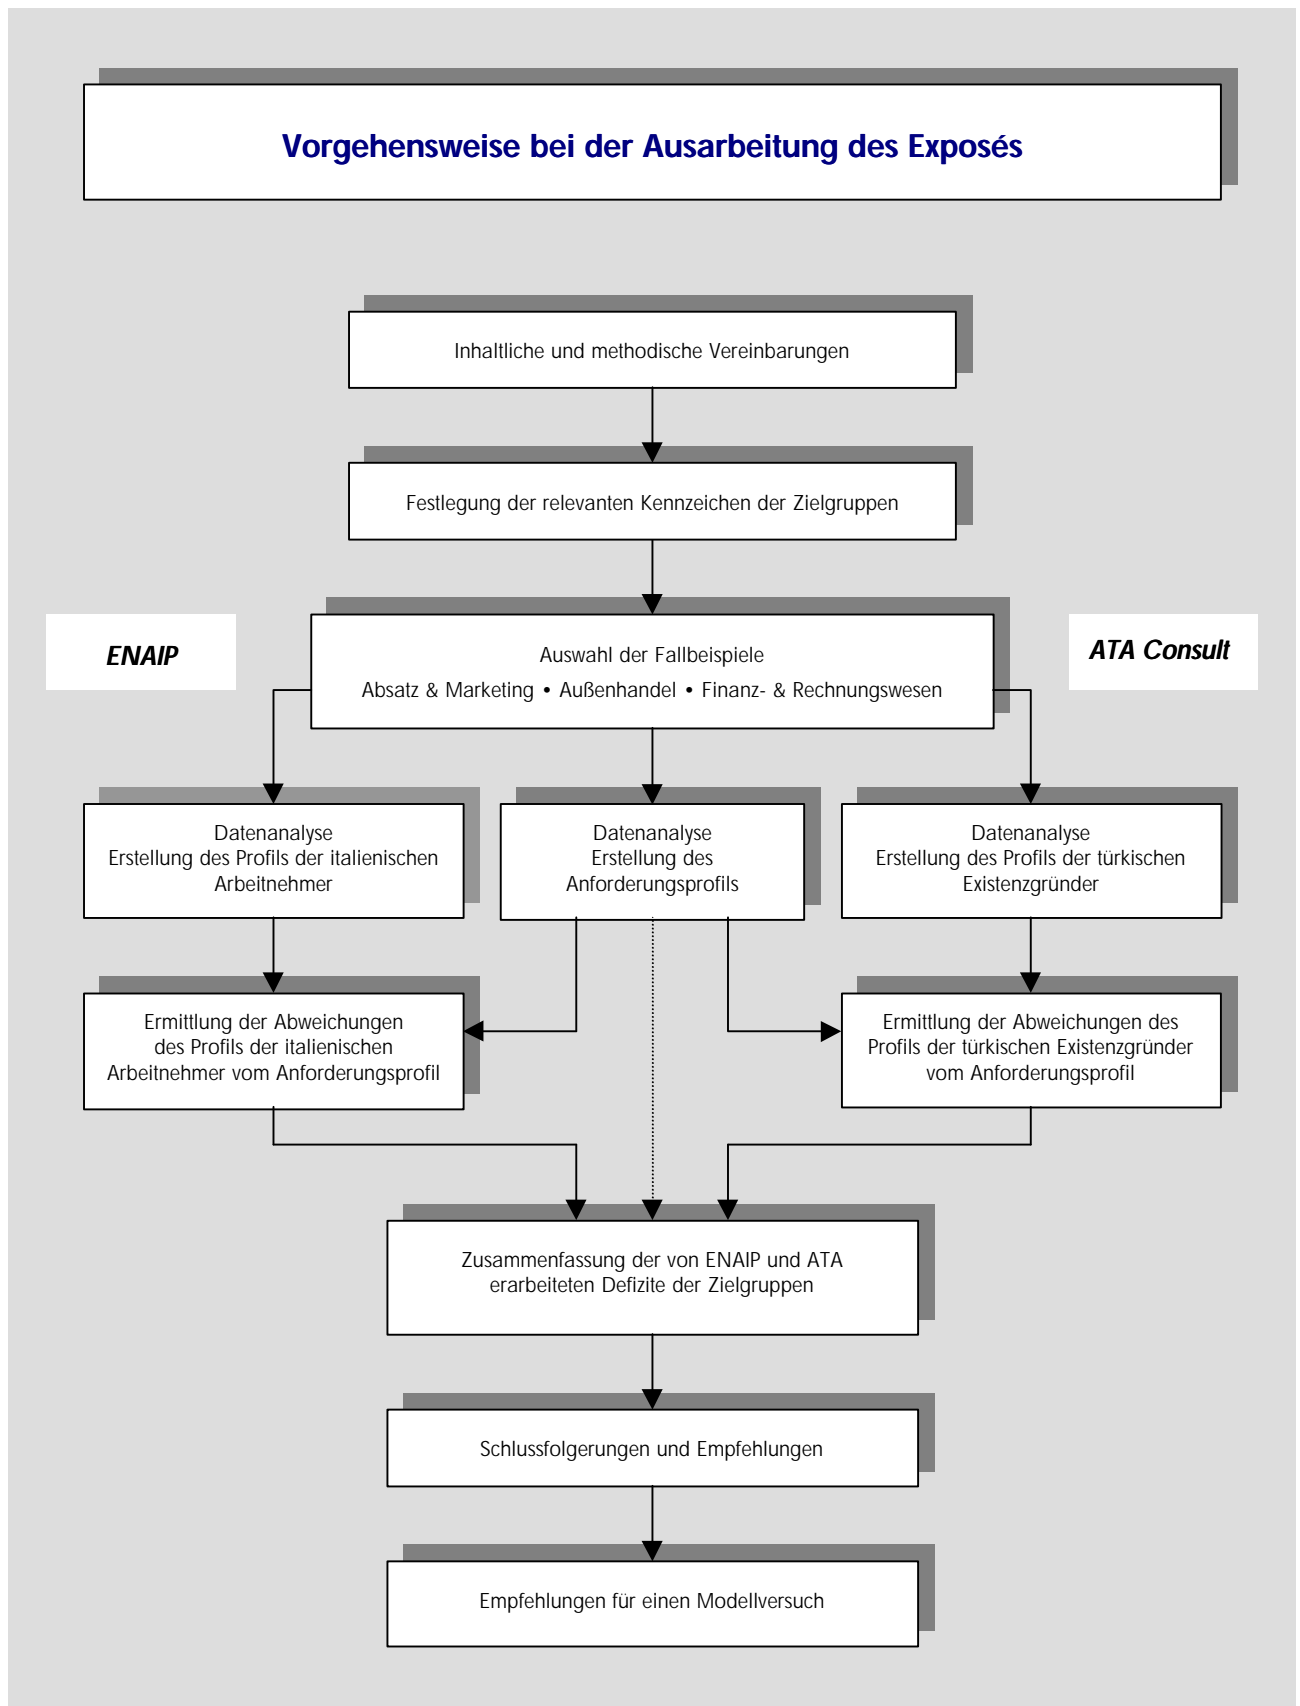 Vorgehensweise bei der Ausarbeitung des Exposés
Inhaltliche und methodische Vereinbarungen
Festlegung der relevanten Kennzeichen der Zielgruppen
ENAIP
Auswahl der Fallbeispiele
Absatz & Marketing • Außenhandel • Finanz- & Rechnungswesen
ATA Consult
Datenanalyse
Erstellung des Profils der italienischen
Arbeitnehmer
Datenanalyse
Erstellung des
Anforderungsprofils
Datenanalyse
Erstellung des Profils der türkischen
Existenzgründer
Ermittlung der Abweichungen
des Profils der italienischen
Arbeitnehmer vom Anforderungsprofil
Ermittlung der Abweichungen des
Profils der türkischen Existenzgründer
vom Anforderungsprofil
Zusammenfassung der von ENAIP und ATA
erarbeiteten Defizite der Zielgruppen
Schlussfolgerungen und Empfehlungen
Empfehlungen für einen Modellversuch